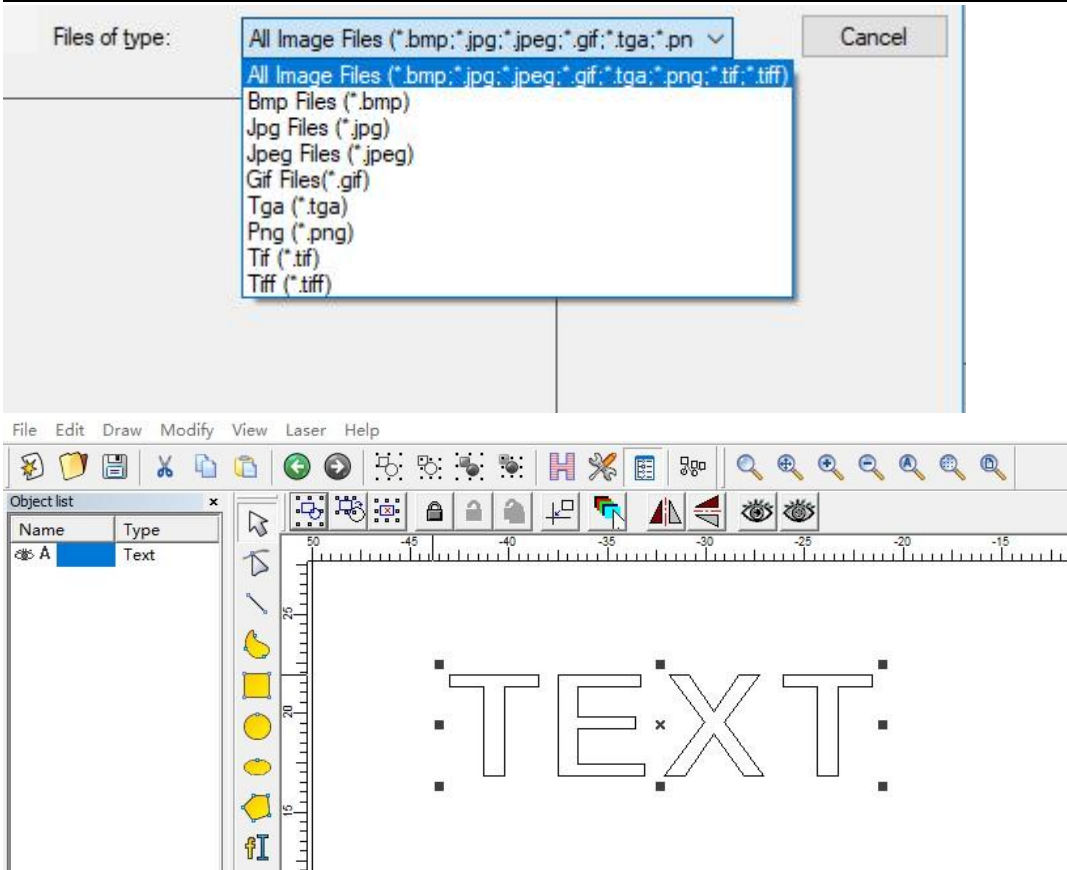 Files of type:
All Image Files (*.bmp;*.jpg;*.jpeg;*.gif;*.tga;*.pn
Cancel
All Image Files (*.bmp;*.jpg;*.jpeg;*.gif;*.tga;*.png;*.tif;*.tiff)
Bmp Files (*.bmp)
Jpg Files (*.jpg)
Jpeg Files (*.jpeg)
Gif Files(*.gif)
Tga (*.tga)
Png (*.png)
Tif (*.tif)
Tiff (*.tiff)
File Edit Draw Modify View Laser Help
Object list
Name Type
A Text
50 -45 -40 -35 -30 -25 -20 -15
25
20
15
TEXT